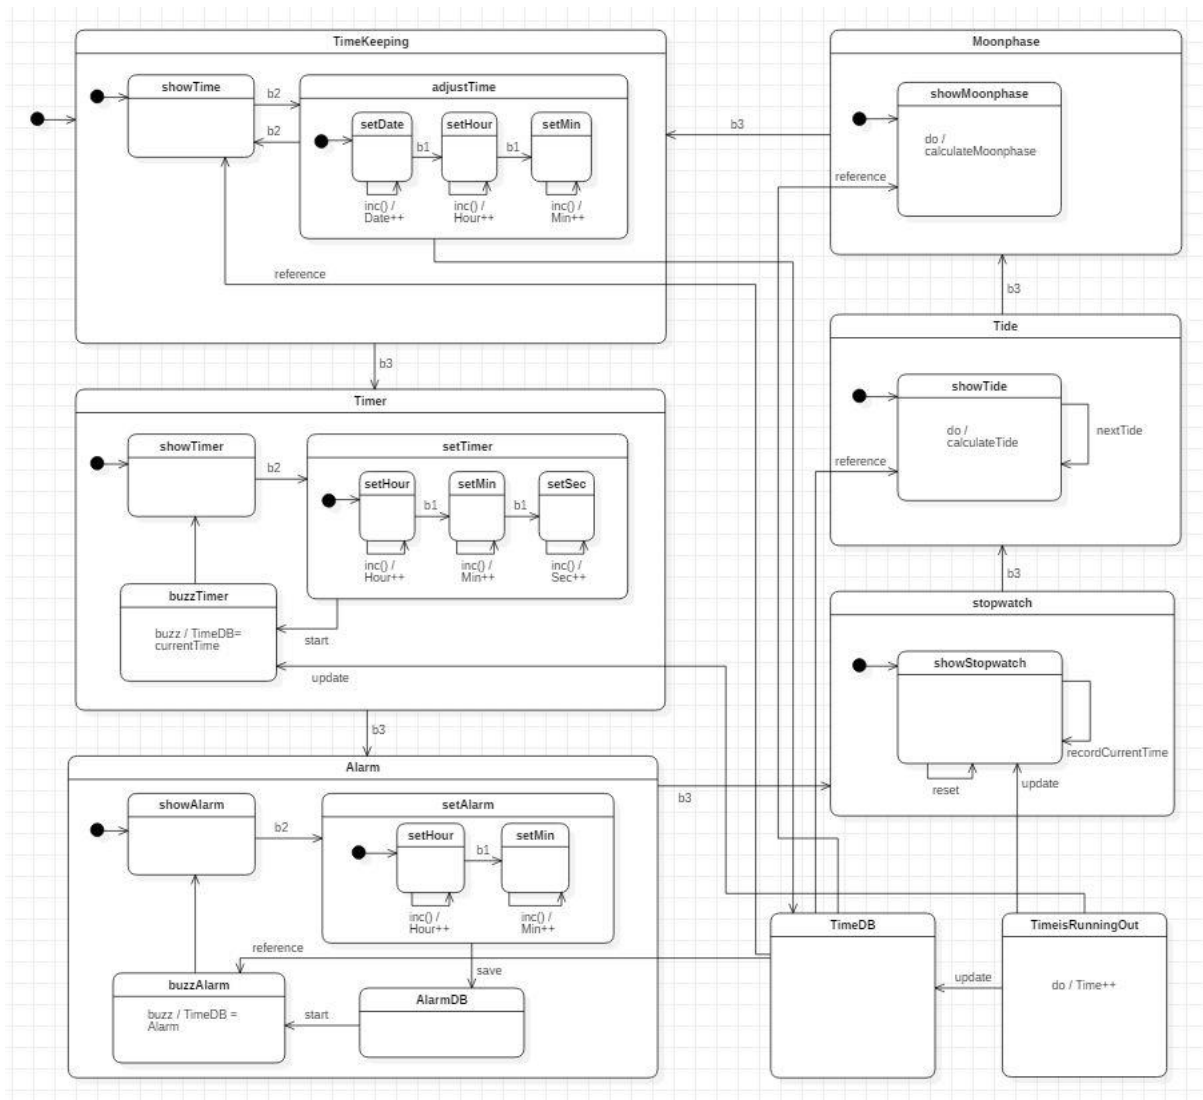 TimeKeeping
showTime
b2
b2
adjustTime
setDate
b1
setHour
b1
setMin
inc() /
Date++
inc() /
Hour++
inc() /
Min++
reference
b3
Timer
showTimer
b2
setTimer
setHour
b1
setMin
b1
setSec
inc() /
Hour++
inc() /
Min++
inc() /
Sec++
buzzTimer
buzz / TimeDB=
currentTime
start
update
b3
Alarm
showAlarm
b2
setAlarm
setHour
b1
setMin
inc() /
Hour++
inc() /
Min++
reference
save
buzzAlarm
buzz / TimeDB =
Alarm
start
AlarmDB
b3
Moonphase
showMoonphase
do /
calculateMoonphase
reference
b3
b3
Tide
showTide
do /
calculateTide
nextTide
reference
b3
stopwatch
showStopwatch
recordCurrentTime
reset
update
TimeDB
update
TimeisRunningOut
do / Time++